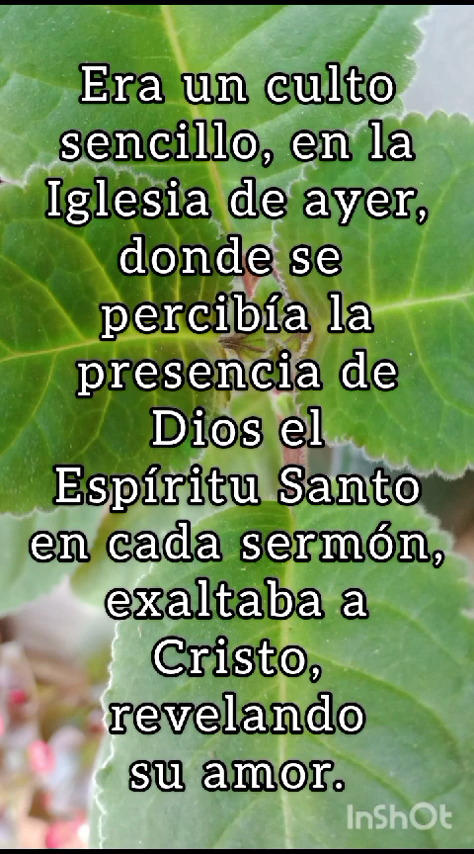 Era un culto
sencillo, en la
Iglesia de ayer,
donde se
percibía la
presencia de
Dios el
Espíritu Santo
en cada sermón,
exaltaba a
Cristo,
revelando
su amor.
InShOt